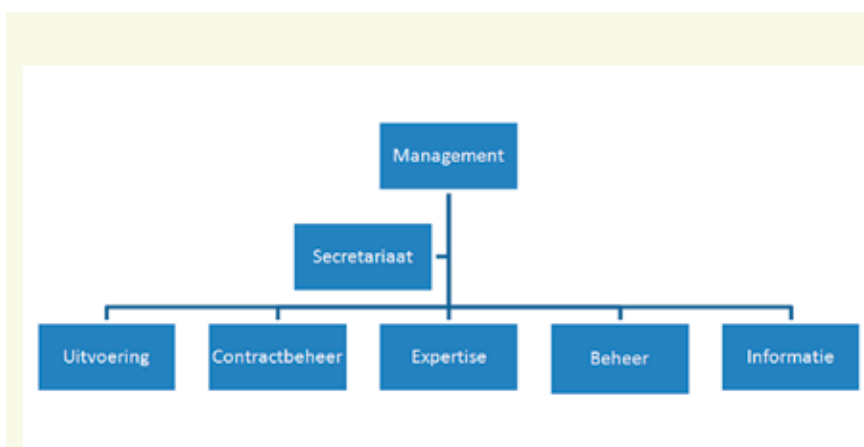 Management
Secretariaat
Uitvoering
Contractbeheer
Expertise
Beheer
Informatie